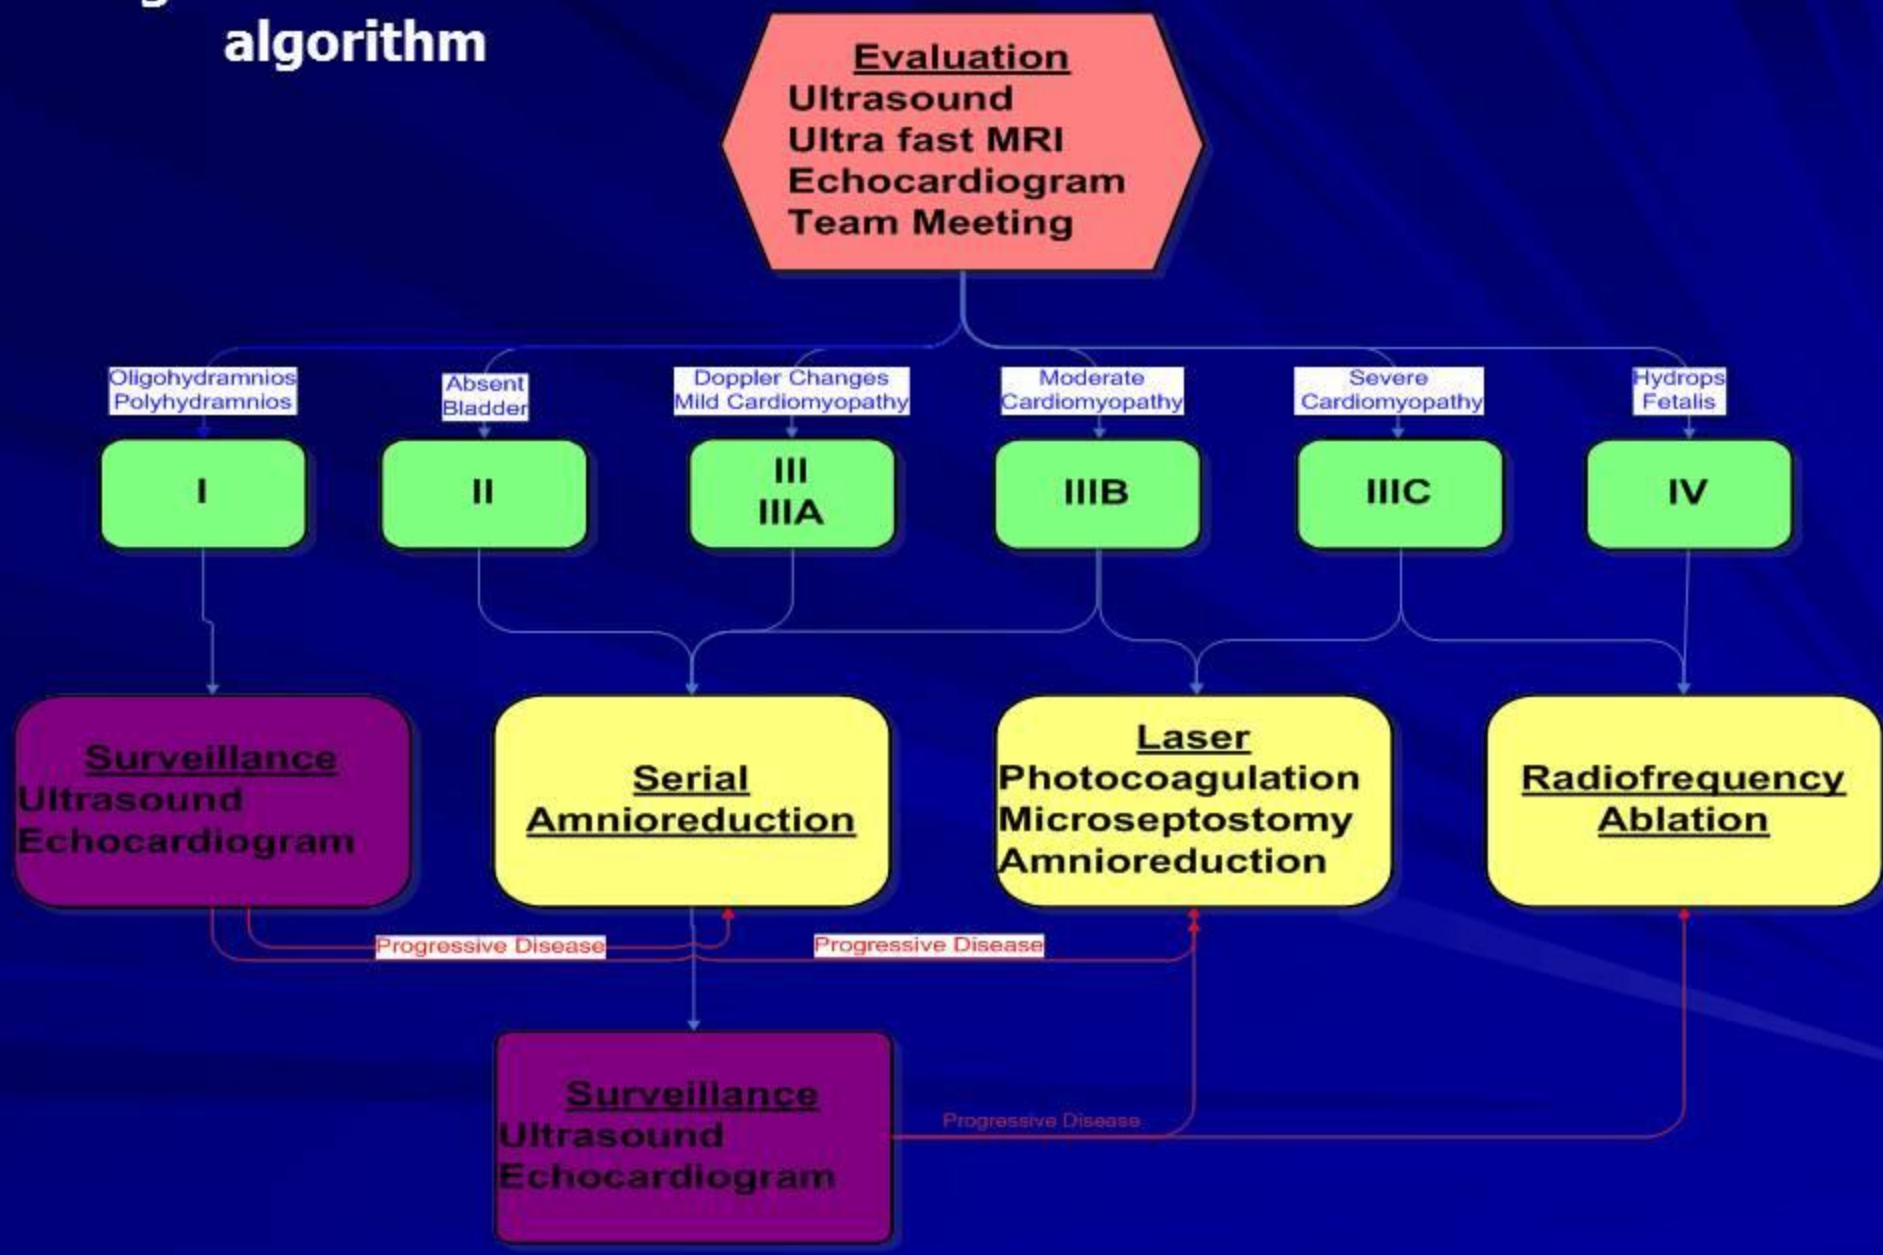 algorithm
Evaluation
Ultrasound
Ultra fast MRI
Echocardiogram
Team Meeting
Oligohydramnios
Polyhydramnios
Absent
Bladder
Doppler Changes
Mild Cardiomyopathy
Moderate
Cardiomyopathy
Severe
Cardiomyopathy
Hydrops
Fetalis
I
II
III
IIIA
IIIB
IIIC
IV
Surveillance
Ultrasound
Echocardiogram
Serial
Amnioreduction
Laser
Photocoagulation
Microseptostomy
Amnioreduction
Radiofrequency
Ablation
Progressive Disease
Progressive Disease
Surveillance
Ultrasound
Echocardiogram
Progressive Disease